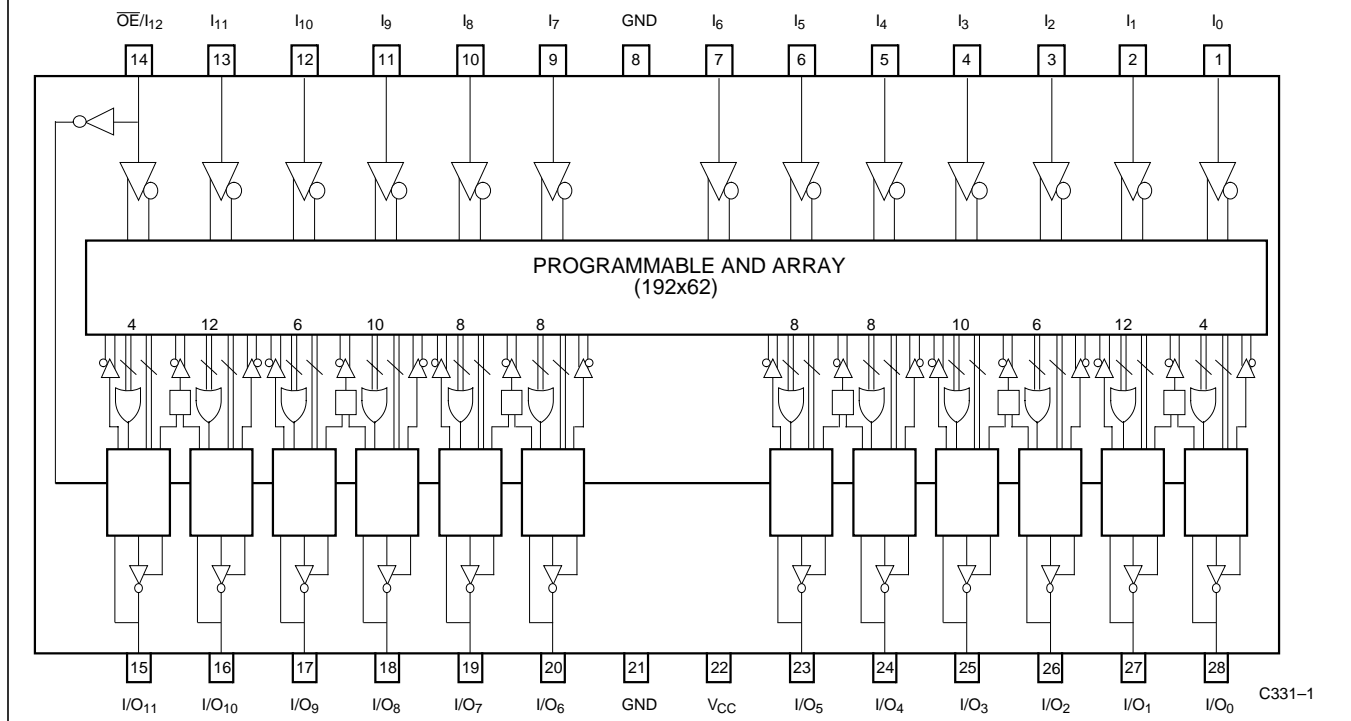 OE/I12 I11 I10 I9 I8 I7 GND I6 I5 I4 I3 I2 I1 I0
14 13 12 11 10 9 8 7 6 5 4 3 2 1
PROGRAMMABLE AND ARRAY
(192x62)
4 12 6 10 8 8 8 8 10 6 12 4
15 16 17 18 19 20 21 22 23 24 25 26 27 28
I/O11 I/O10 I/O9 I/O8 I/O7 I/O6 GND VCC I/O5 I/O4 I/O3 I/O2 I/O1 I/O0
C331–1